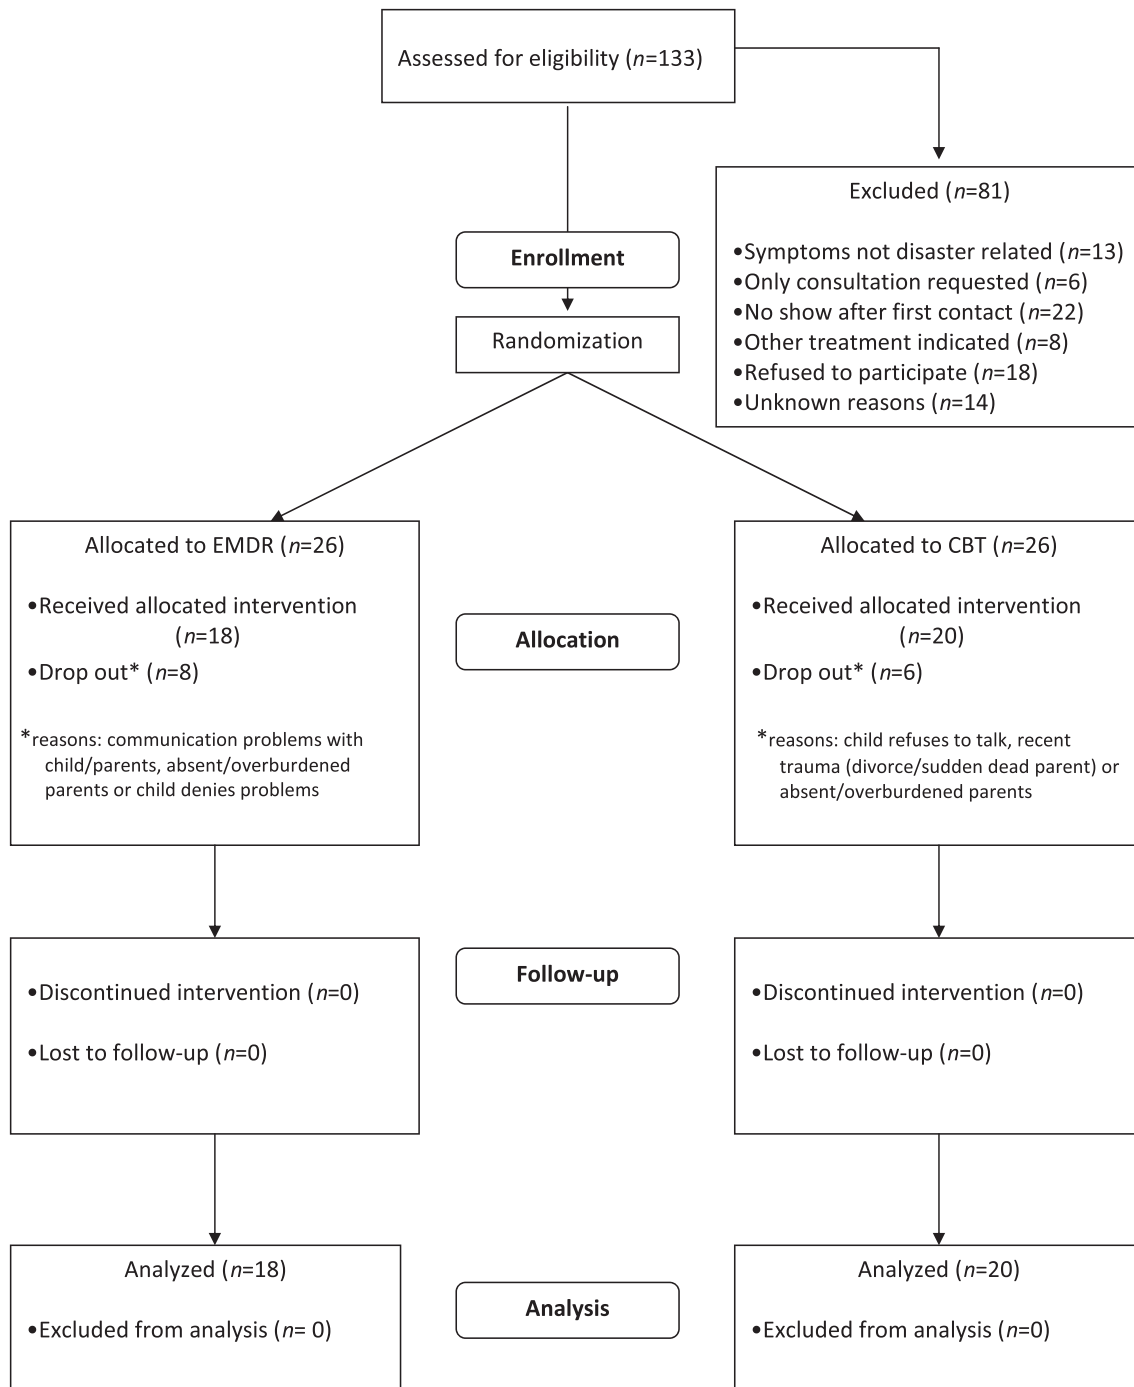 Assessed for eligibility (n=133)
Excluded (n=81)
•Symptoms not disaster related (n=13)
•Only consultation requested (n=6)
•No show after first contact (n=22)
•Other treatment indicated (n=8)
•Refused to participate (n=18)
•Unknown reasons (n=14)
Enrollment
Randomization
Allocated to EMDR (n=26)
•Received allocated intervention
(n=18)
•Drop out* (n=8)
*reasons: communication problems with
child/parents, absent/overburdened
parents or child denies problems
Allocation
Allocated to CBT (n=26)
•Received allocated intervention
(n=20)
•Drop out* (n=6)
*reasons: child refuses to talk, recent
trauma (divorce/sudden dead parent) or
absent/overburdened parents
•Discontinued intervention (n=0)
•Lost to follow-up (n=0)
Follow-up
•Discontinued intervention (n=0)
•Lost to follow-up (n=0)
Analyzed (n=18)
•Excluded from analysis (n= 0)
Analysis
Analyzed (n=20)
•Excluded from analysis (n=0)